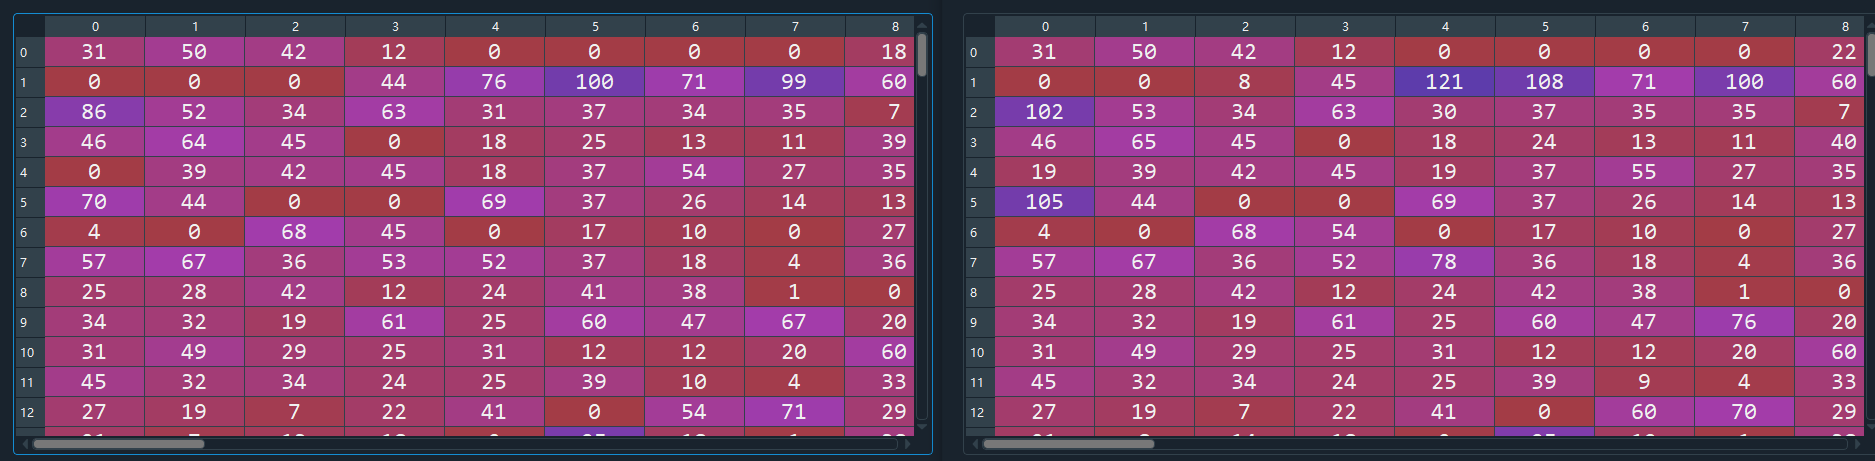 0 1 2 3 4 5 6 7 8 0 1 2 3 4 5 6 7 8
0 31 50 42 12 0 0 0 0 18 0 31 50 42 12 0 0 0 0 22
1 0 0 0 44 76 100 71 99 60 1 0 0 8 45 121 108 71 100 60
2 86 52 34 63 31 37 34 35 7 2 102 53 34 63 30 37 35 35 7
3 46 64 45 0 18 25 13 11 39 3 46 65 45 0 18 24 13 11 40
4 0 39 42 45 18 37 54 27 35 4 19 39 42 45 19 37 55 27 35
5 70 44 0 0 69 37 26 14 13 5 105 44 0 0 69 37 26 14 13
6 4 0 68 45 0 17 10 0 27 6 4 0 68 54 0 17 10 0 27
7 57 67 36 53 52 37 18 4 36 7 57 67 36 52 78 36 18 4 36
8 25 28 42 12 24 41 38 1 0 8 25 28 42 12 24 42 38 1 0
9 34 32 19 61 25 60 47 67 20 9 34 32 19 61 25 60 47 76 20
10 31 49 29 25 31 12 12 20 60 10 31 49 29 25 31 12 12 20 60
11 45 32 34 24 25 39 10 4 33 11 45 32 34 24 25 39 9 4 33
12 27 19 7 22 41 0 54 71 29 12 27 19 7 22 41 0 60 70 29